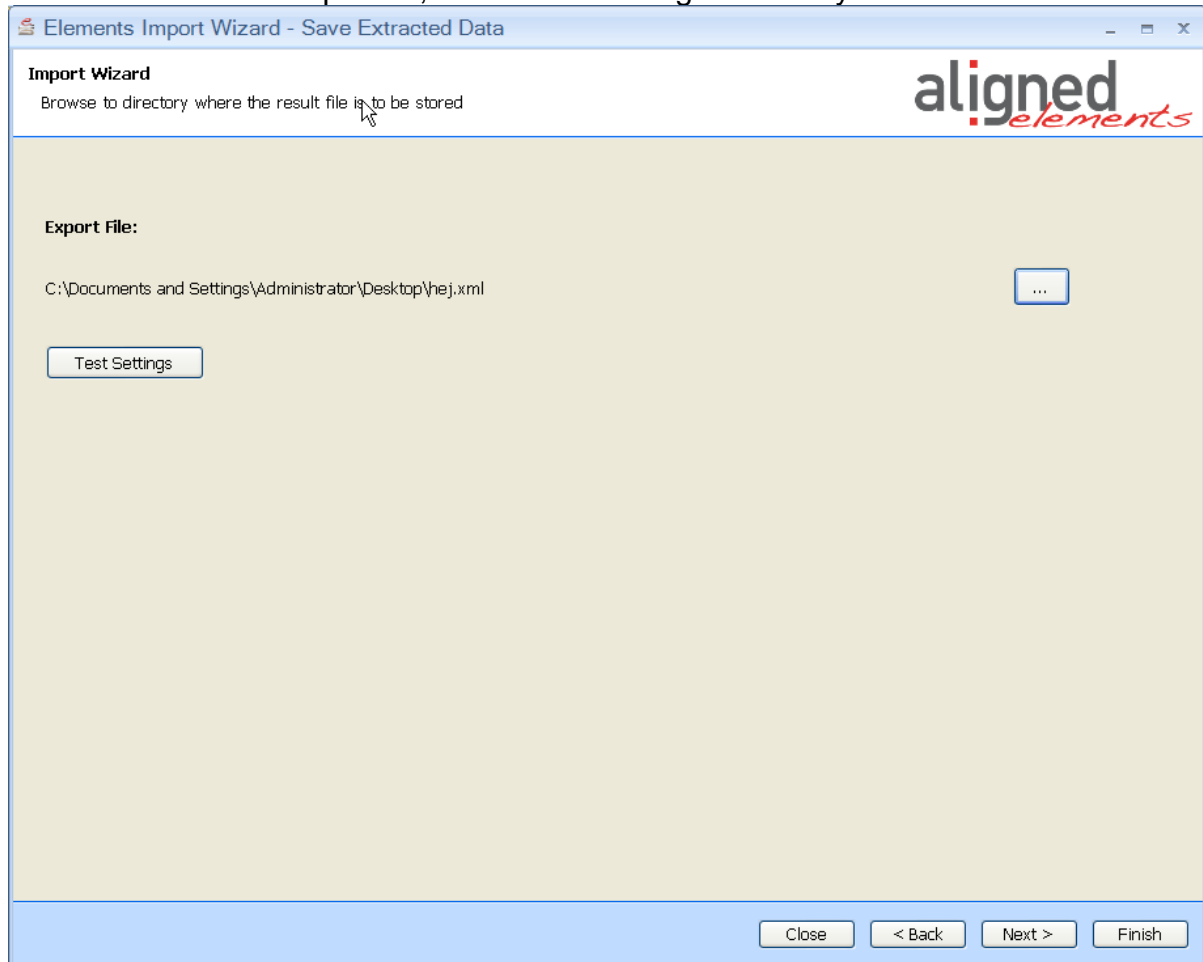 Elements Import Wizard - Save Extracted Data
Import Wizard
Browse to directory where the result file is to be stored
aligned
elements
Export File:
C:\Documents and Settings\Administrator\Desktop\hej.xml
...
Test Settings
Close
< Back
Next >
Finish